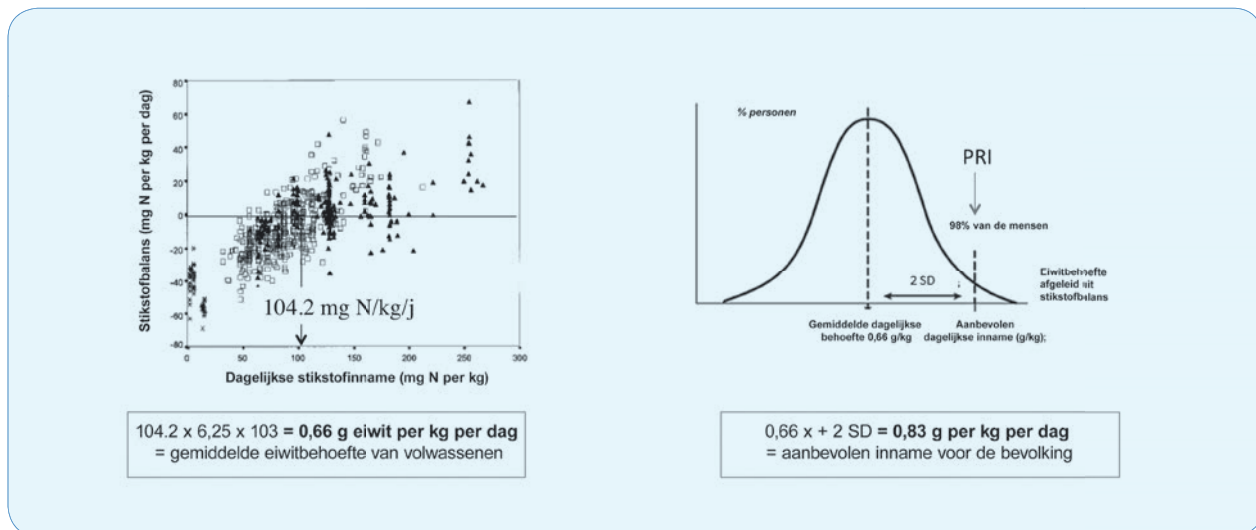 Stikstofbalans (mg N per kg per dag)
80
60
40
20
0
-20
-40
-60
-80
104.2 mg N/kg/j
0
50
100
150
200
250
300
Dagelijkse stikstofinname (mg N per kg)
104.2 x 6,25 x 103 = 0,66 g eiwit per kg per dag
= gemiddelde eiwitbehoefte van volwassenen
% personen
PRI
98% van de mensen
2 SD
Eiwitbehoefte
afgeleid uit
stikstofbalans
Gemiddelde dagelijkse
behoefte 0,66 g/kg
Aanbevolen
dagelijkse inname (g/kg);
0,66 x + 2 SD = 0,83 g per kg per dag
= aanbevolen inname voor de bevolking